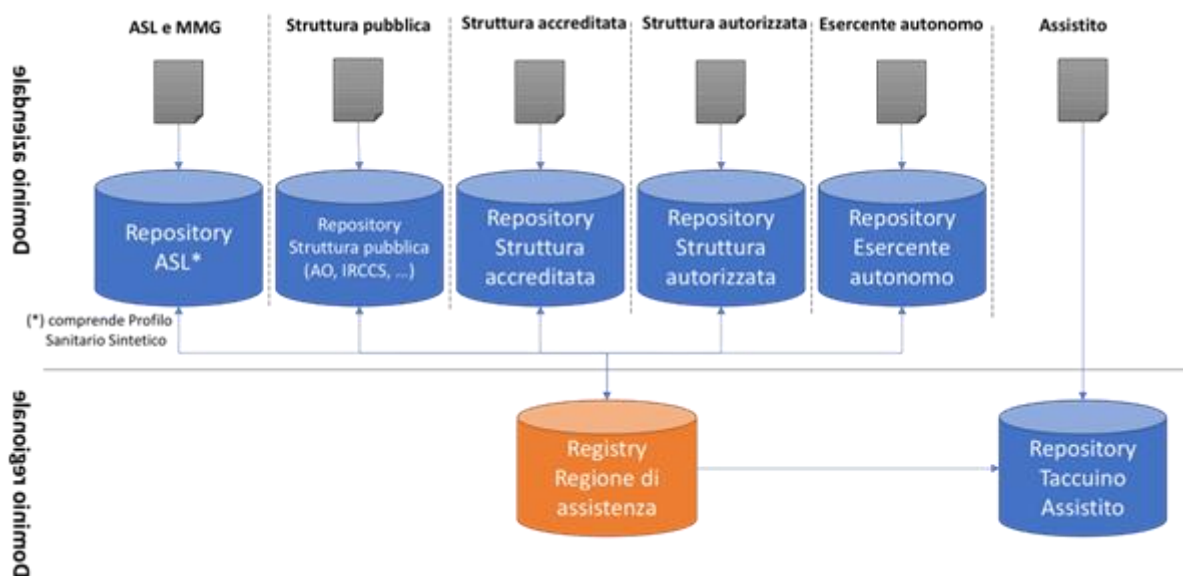 ASL e MMG
Struttura pubblica
Struttura accreditata
Struttura autorizzata
Esercente autonomo
Assistito
Dominio aziendale
Repository
ASL*
Repository
Struttura pubblica
(AO, IRCCS, ...)
Repository
Struttura
accreditata
Repository
Struttura
autorizzata
Repository
Esercente
autonomo
(*) comprende Profilo
Sanitario Sintetico
Dominio regionale
Registry
Regione di
assistenza
Repository
Taccuino
Assistito